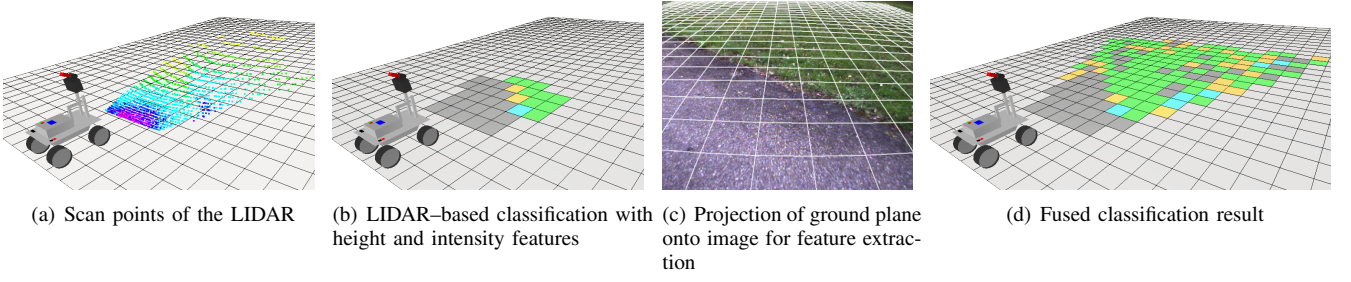 (a) Scan points of the LIDAR
(b) LIDAR–based classification with
height and intensity features
(c) Projection of ground plane
onto image for feature extrac-
tion
(d) Fused classification result